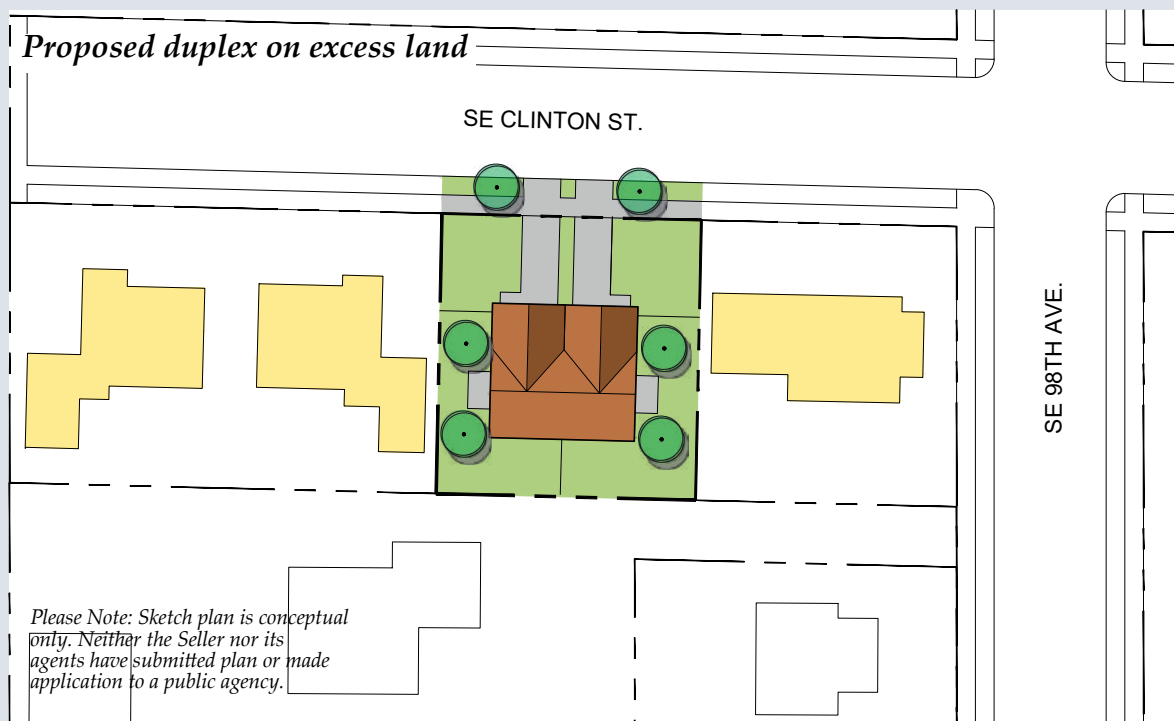 Proposed duplex on excess land
SE CLINTON ST.
SE 98TH AVE.
Please Note: Sketch plan is conceptual
only. Neither the Seller nor its
agents have submitted plan or made
application to a public agency.